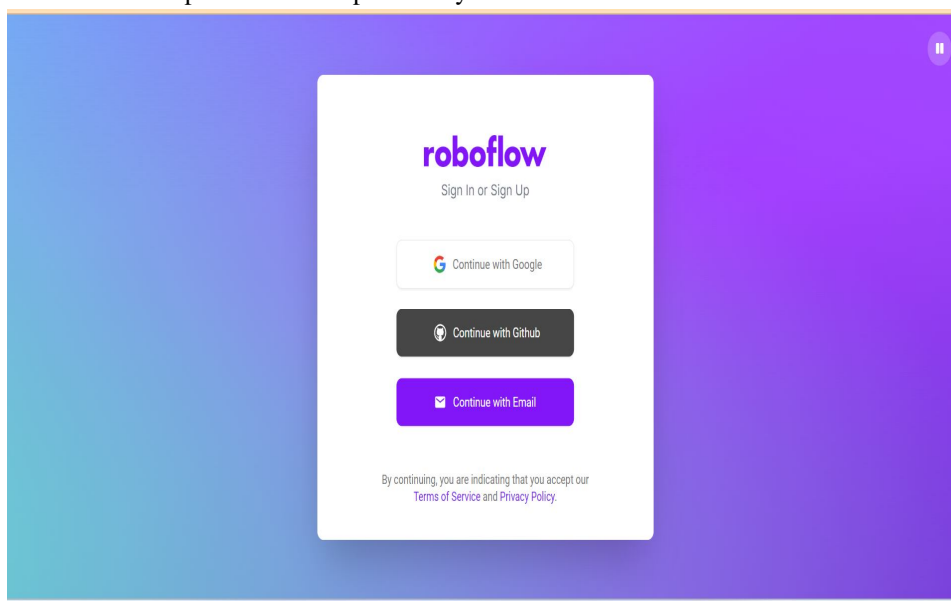 roboflow
Sign In or Sign Up
Continue with Google
Continue with Github
Continue with Email
By continuing, you are indicating that you accept our
Terms of Service and Privacy Policy.